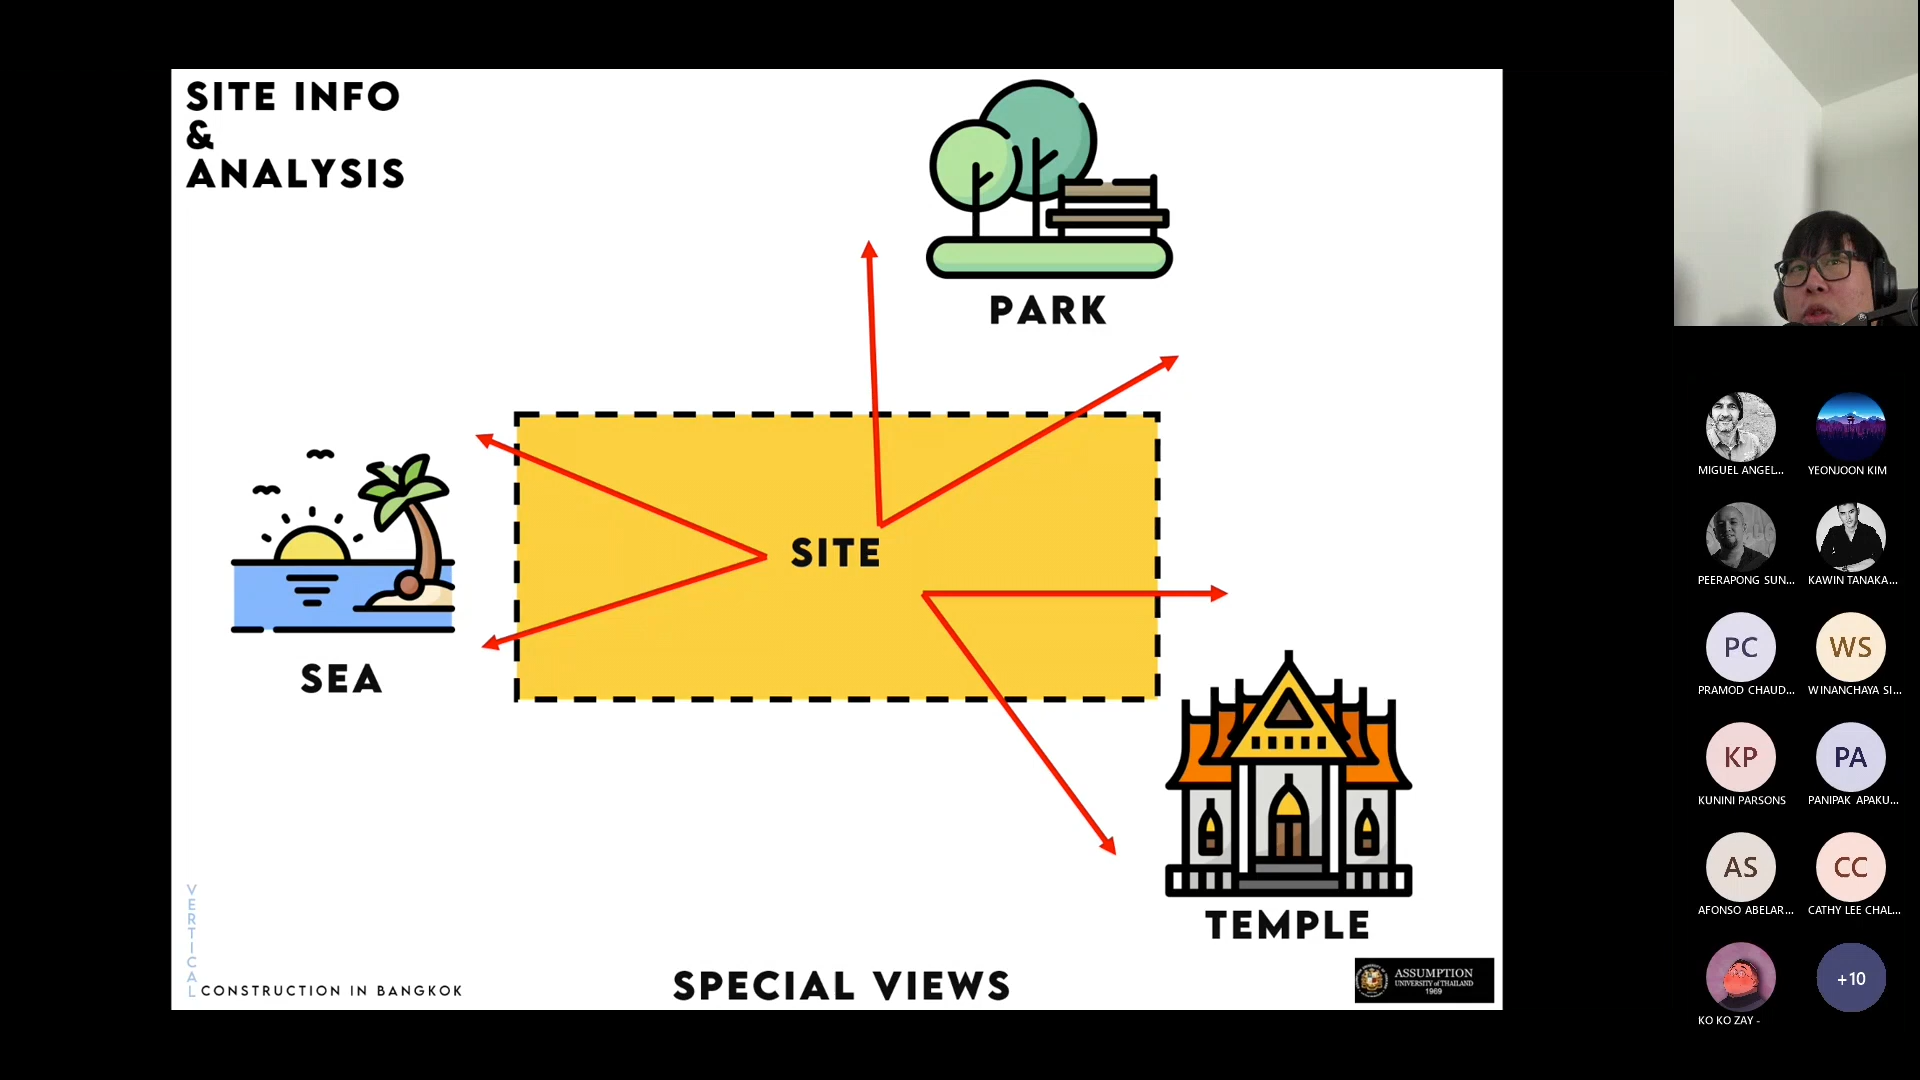 SITE INFO
&
ANALYSIS
PARK
SITE
SEA
TEMPLE
VERTICAL
CONSTRUCTION IN BANGKOK
SPECIAL VIEWS
ASSUMPTION
UNIVERSITY of THAILAND
1969
MIGUEL ANGEL...
YEONJOON KIM
PEERAPONG SUN...
KAWIN TANAKA...
PC
WS
PRAMOD CHAUD...
WINANCHAYA SI...
KP
PA
KUNINI PARSONS
PANIPAK APAKU...
AS
CC
AFONSO ABELAR...
CATHY LEE CHAL...
+10
KO KO ZAY -